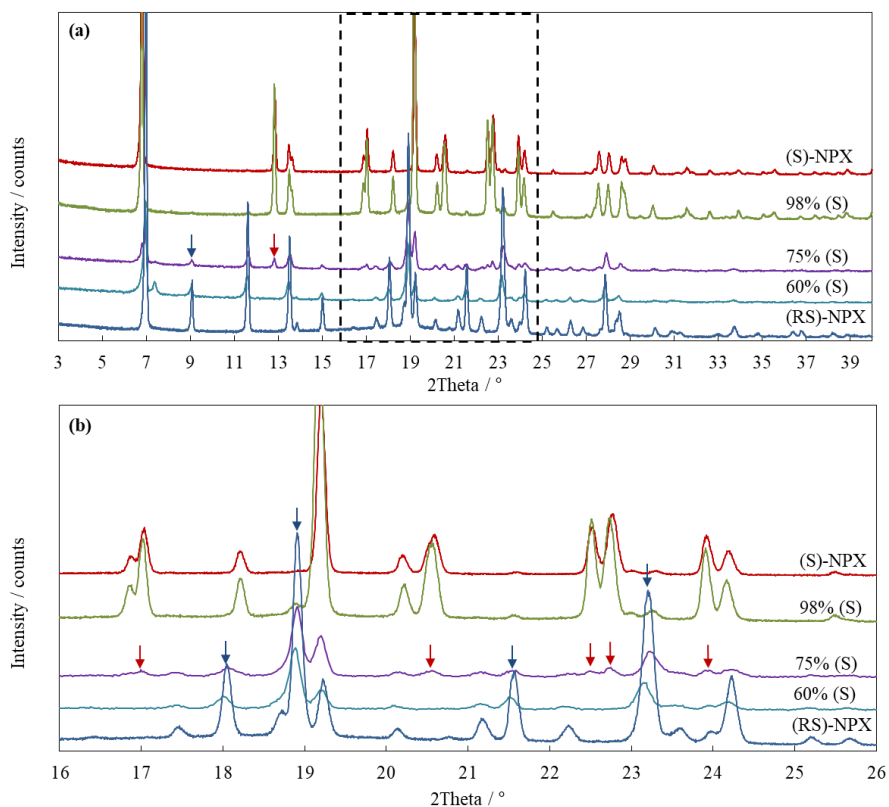 (a)
Intensity / counts
(S)-NPX
98% (S)
75% (S)
60% (S)
(RS)-NPX
3 7 9 11 13 15 17 19 21 23 25 27 29 31 33 35 37 39
2Theta / °
(b)
Intensity / counts
(S)-NPX
98% (S)
75% (S)
60% (S)
(RS)-NPX
16 17 18 19 20 21 22 23 24 25 26
2Theta / °